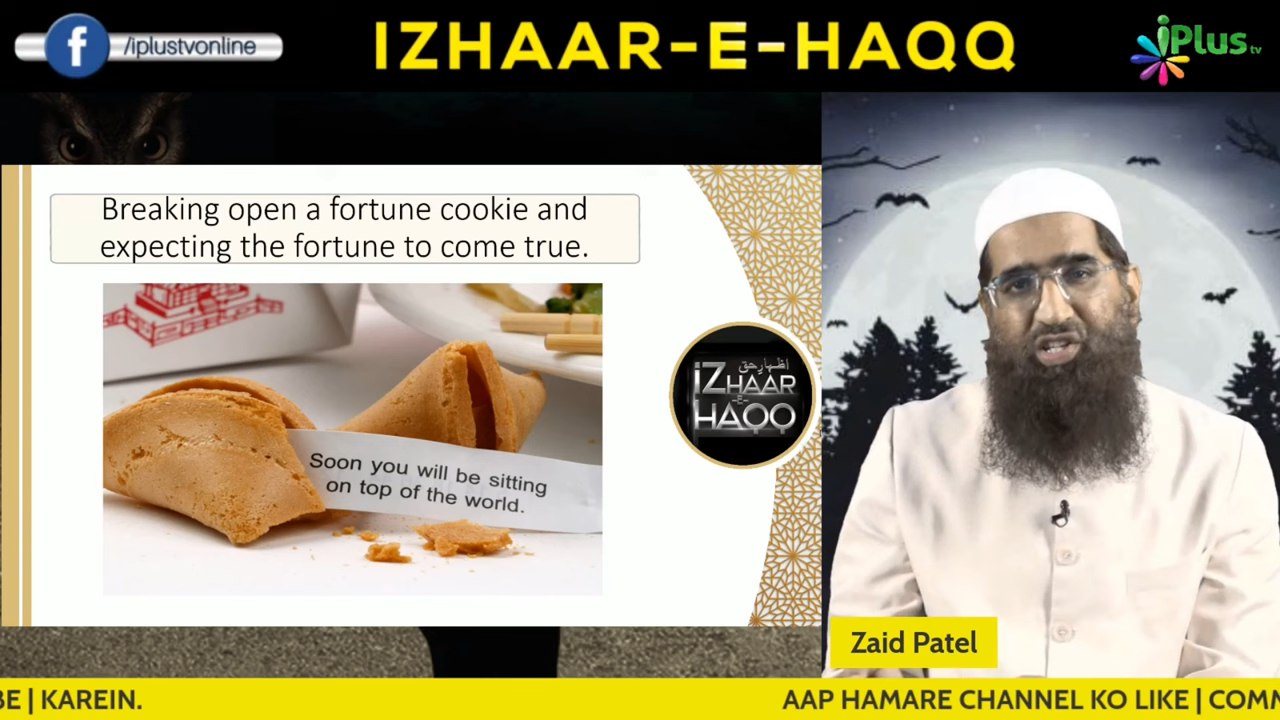 /iplustvonline
IZHAAR-E-HAQQ
iPlus tv
Breaking open a fortune cookie and
expecting the fortune to come true.
Soon you will be sitting
on top of the world.
اظہارِ حق
IZHAAR
-E-
HAQQ
Zaid Patel
BE | KAREIN.
AAP HAMARE CHANNEL KO LIKE | COMM